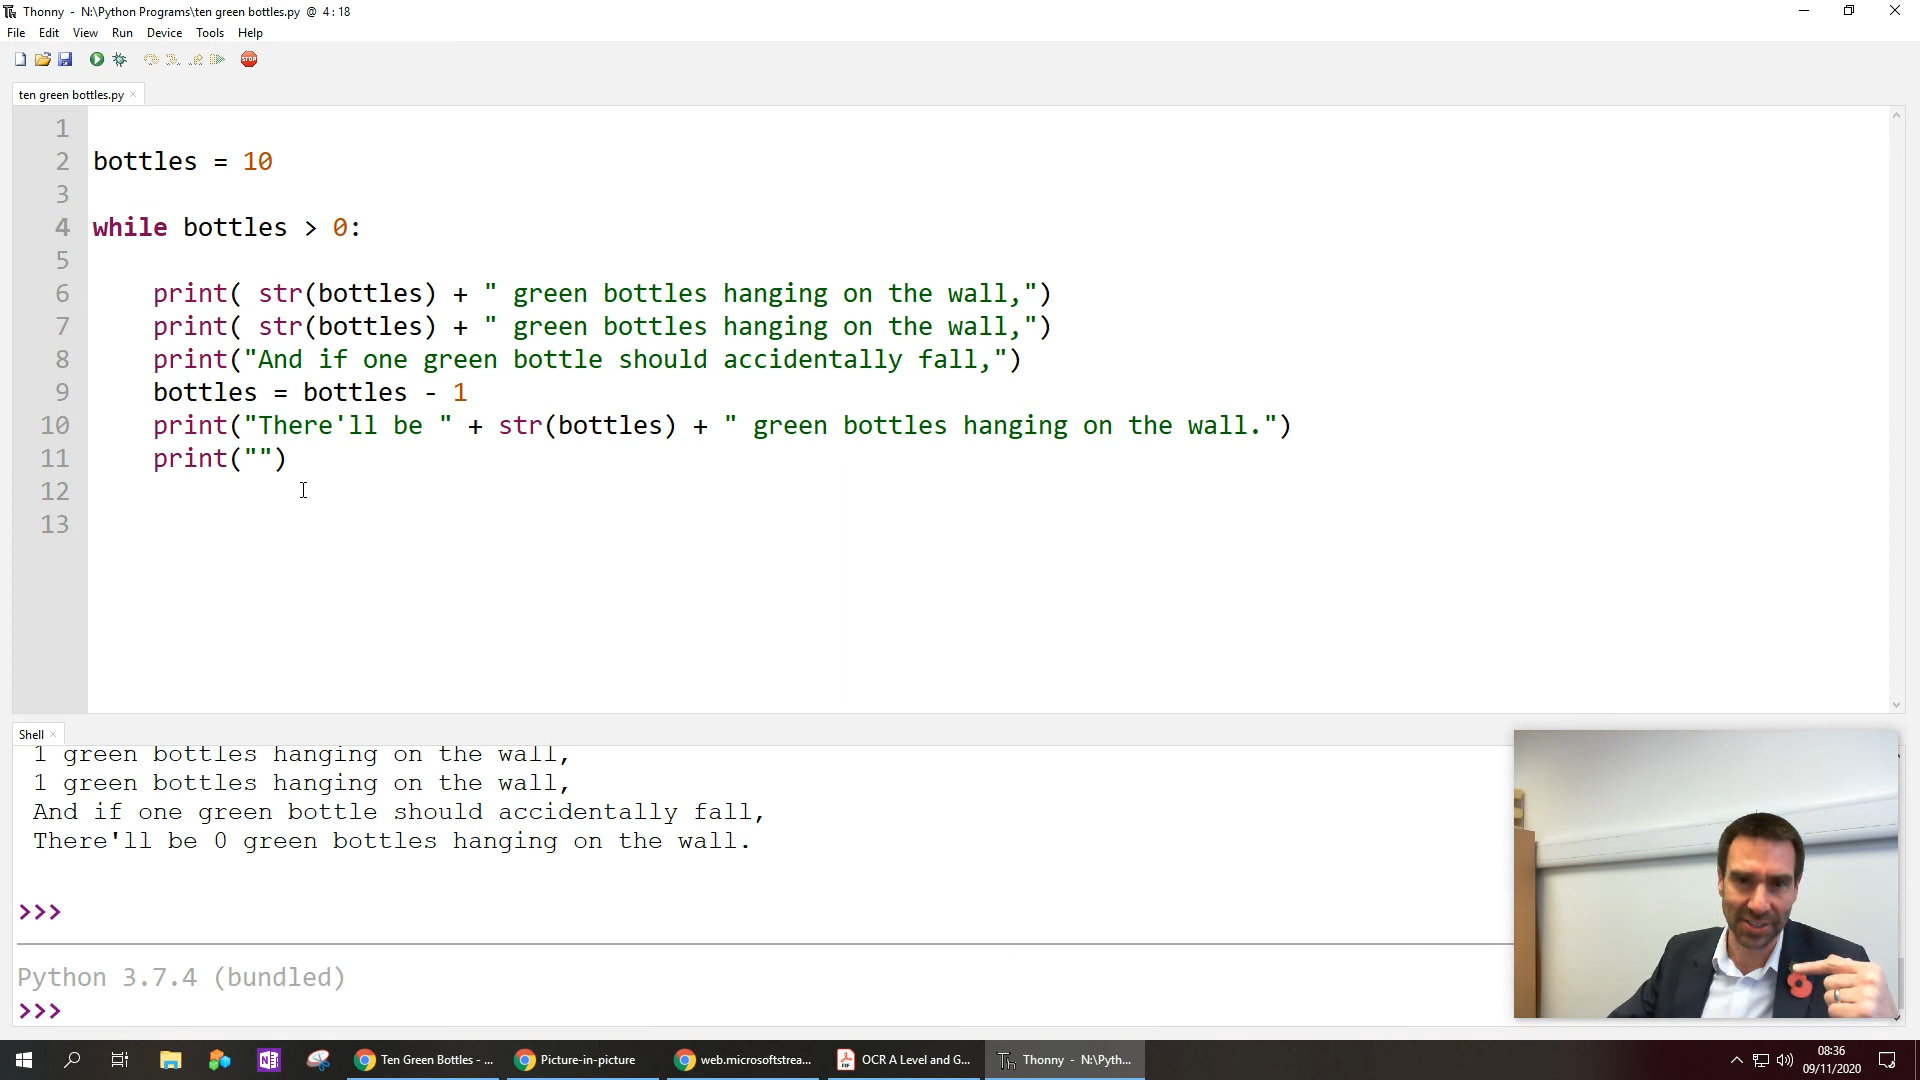 Thonny - N:\Python Programs\ten green bottles.py @ 4:18
File Edit View Run Device Tools Help
STOP
ten green bottles.py
1
2 bottles = 10
3
4 while bottles > 0:
5
6 print( str(bottles) + " green bottles hanging on the wall,")
7 print( str(bottles) + " green bottles hanging on the wall,")
8 print("And if one green bottle should accidentally fall,")
9 bottles = bottles - 1
10 print("There'll be " + str(bottles) + " green bottles hanging on the wall.")
11 print("")
12
13
Shell
1 green bottles hanging on the wall,
1 green bottles hanging on the wall,
And if one green bottle should accidentally fall,
There'll be 0 green bottles hanging on the wall.
>>>
Python 3.7.4 (bundled)
>>>
Ten Green Bottles - ... Picture-in-picture web.microsoftstrea... OCR A Level and G... Thonny - N:\Pyth... 08:36
09/11/2020